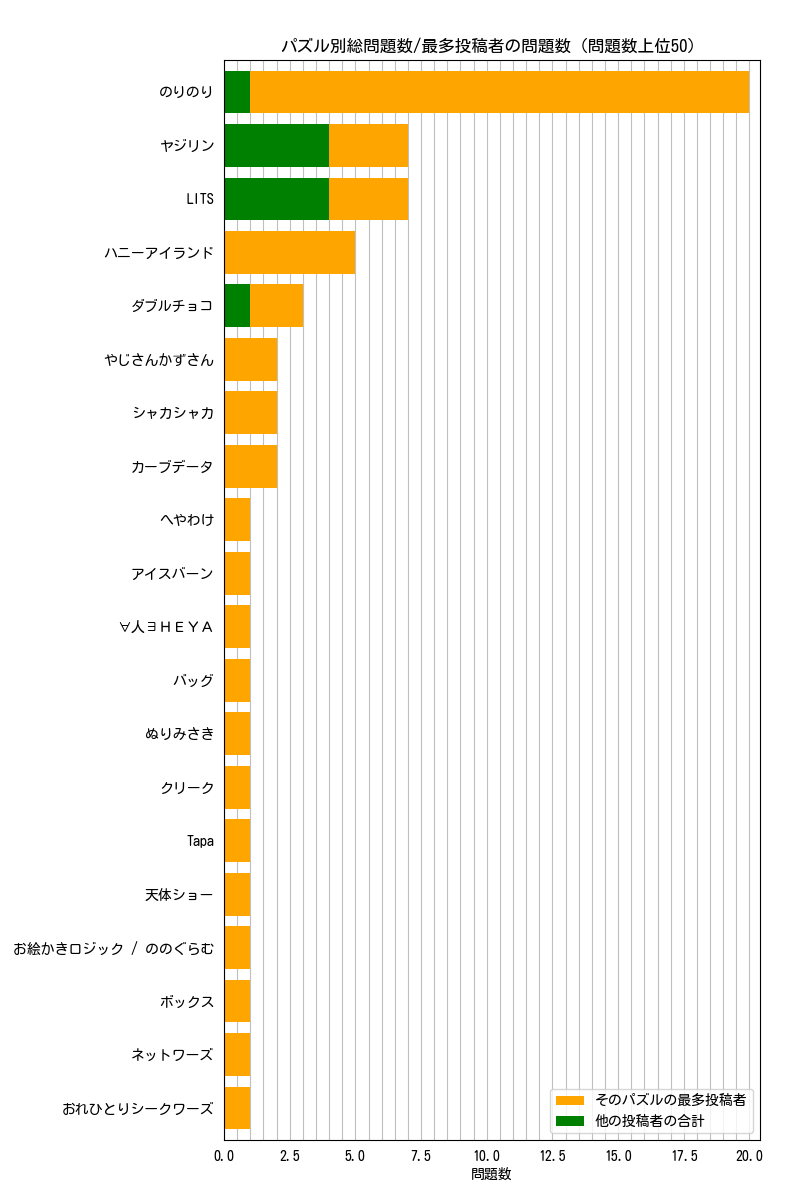 パズル別総問題数/最多投稿者の問題数 (問題数上位50)
のりのり
ヤジリン
LITS
ハニーアイランド
ダブルチョコ
やじさんかずさん
シャカシャカ
カーブデータ
へやわけ
アイスバーン
∀人∃ＨＥＹＡ
バッグ
ぬりみさき
クリーク
Tapa
天体ショー
お絵かきロジック / ののぐらむ
ボックス
ネットワーズ
おれひとりシークワーズ
そのパズルの最多投稿者
他の投稿者の合計
0.0 2.5 5.0 7.5 10.0 12.5 15.0 17.5 20.0
問題数